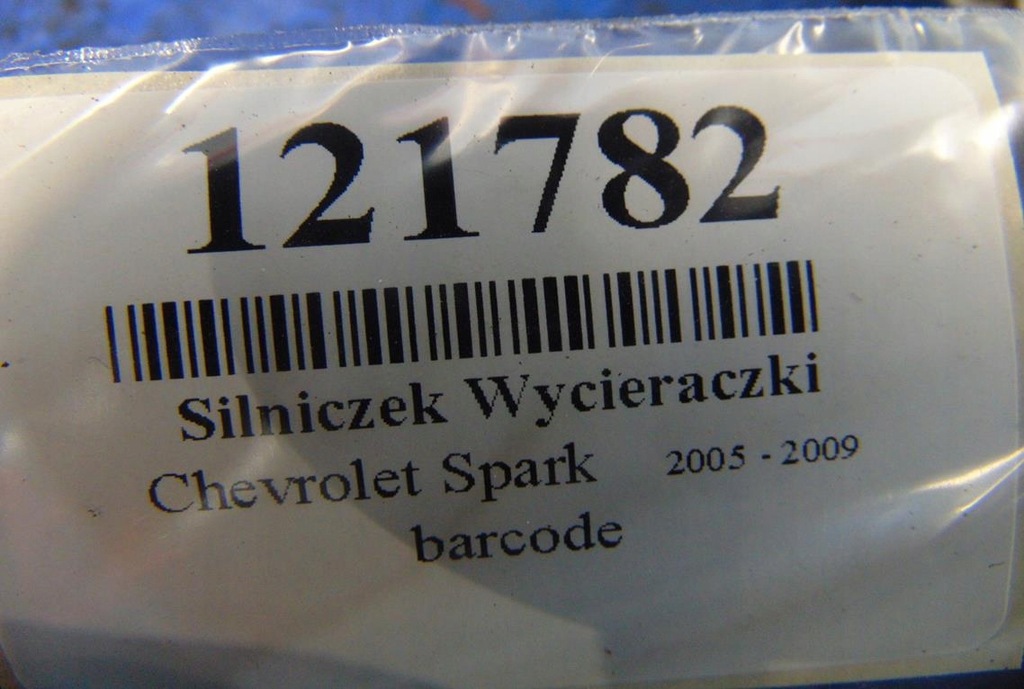 121782
Silniczek Wycieraczki
Chevrolet Spark 2005 - 2009
barcode